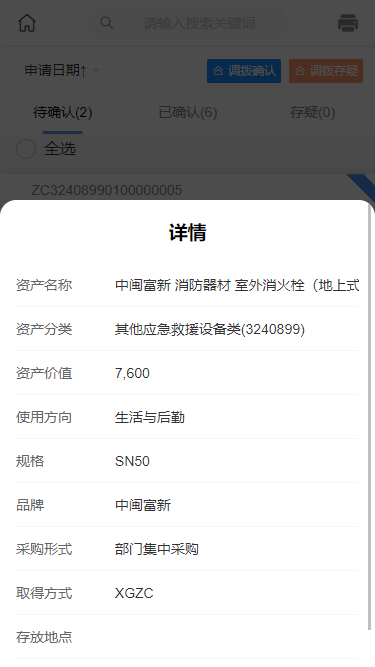 请输入搜索关键词
申请日期↑
调拨确认
调拨存疑
待确认(2)
已确认(6)
存疑(0)
全选
ZC32408990100000005
详情
资产名称 中闽富新 消防器材 室外消火栓（地上式
资产分类 其他应急救援设备类(3240899)
资产价值 7,600
使用方向 生活与后勤
规格 SN50
品牌 中闽富新
采购形式 部门集中采购
取得方式 XGZC
存放地点